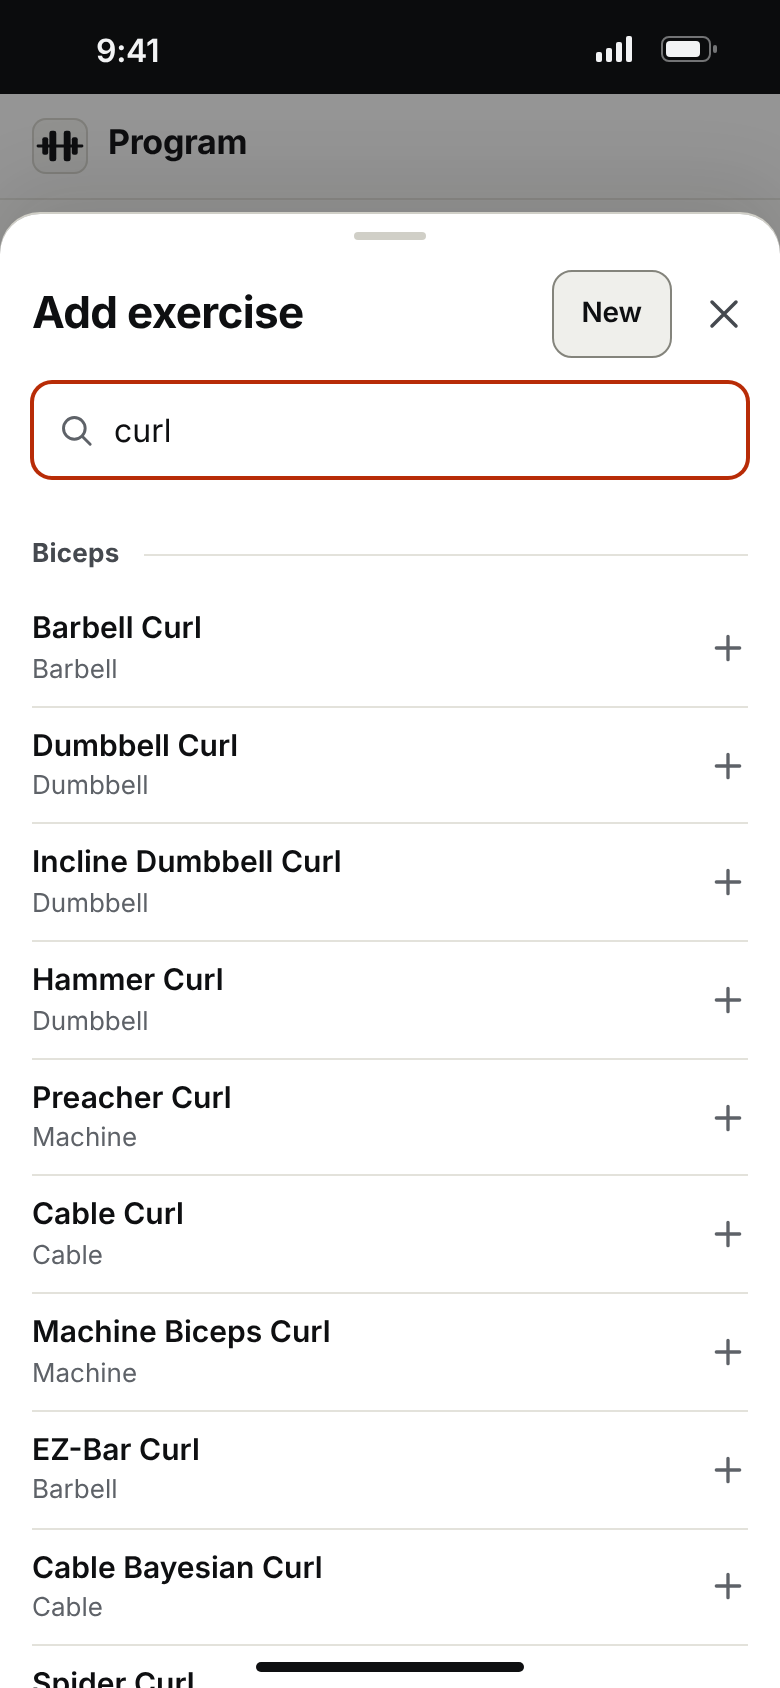 9:41
Program
Add exercise
New
curl
Biceps
Barbell Curl
Barbell
Dumbbell Curl
Dumbbell
Incline Dumbbell Curl
Dumbbell
Hammer Curl
Dumbbell
Preacher Curl
Machine
Cable Curl
Cable
Machine Biceps Curl
Machine
EZ-Bar Curl
Barbell
Cable Bayesian Curl
Cable
Spider Curl